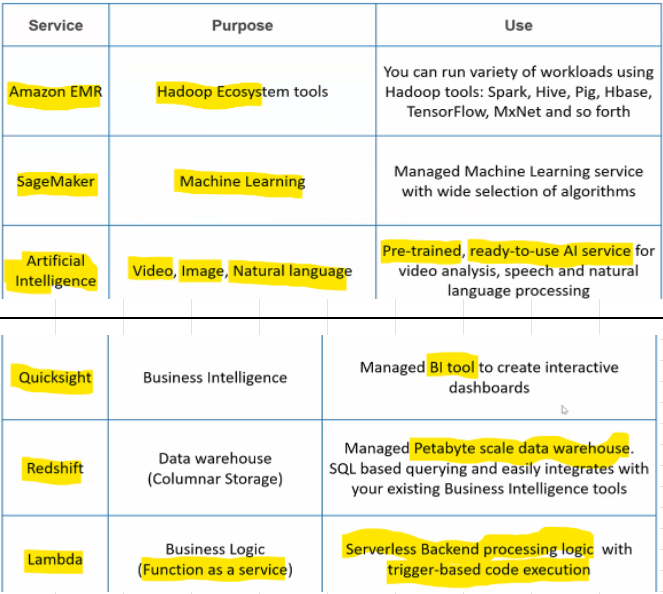 Service
Purpose
Use
Amazon EMR
Hadoop Ecosystem tools
You can run variety of workloads using
Hadoop tools: Spark, Hive, Pig, Hbase,
TensorFlow, MxNet and so forth
SageMaker
Machine Learning
Managed Machine Learning service
with wide selection of algorithms
Artificial
Intelligence
Video, Image, Natural language
Pre-trained, ready-to-use AI service for
video analysis, speech and natural
language processing
Quicksight
Business Intelligence
Managed BI tool to create interactive
dashboards
Redshift
Data warehouse
(Columnar Storage)
Managed Petabyte scale data warehouse.
SQL based querying and easily integrates with
your existing Business Intelligence tools
Lambda
Business Logic
(Function as a service)
Serverless Backend processing logic with
trigger-based code execution